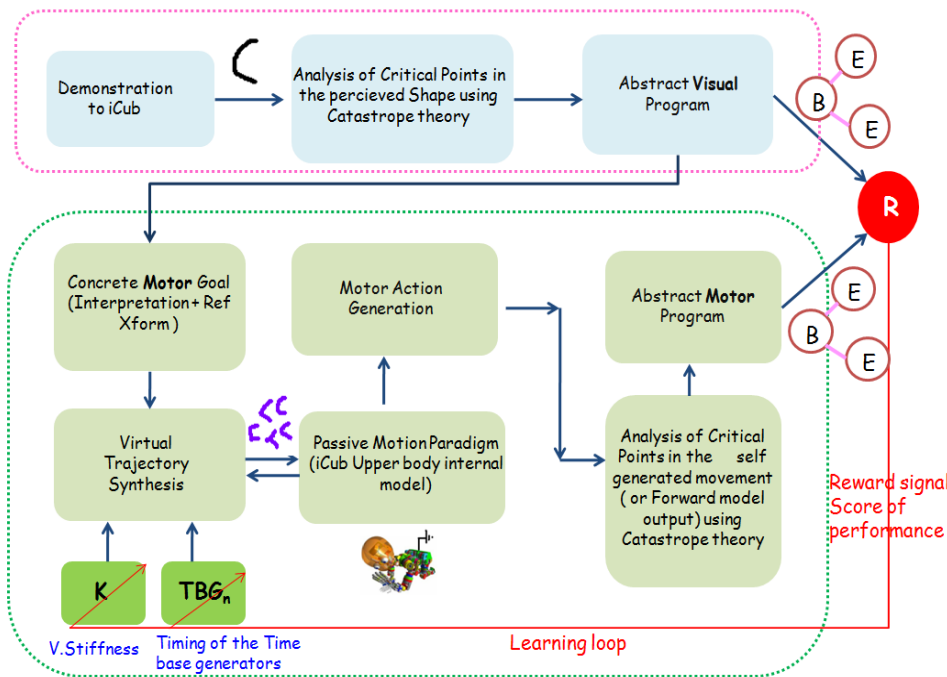 Demonstration
to iCub
Analysis of Critical Points in
the percieved Shape using
Catastrope theory
Abstract Visual
Program
E
B
E
R
Concrete Motor Goal
(Interpretation+ Ref
Xform )
Motor Action
Generation
Abstract Motor
Program
E
B
E
Virtual
Trajectory
Synthesis
Passive Motion Paradigm
(iCub Upper body internal
model)
Analysis of Critical
Points in the self
generated movement
( or Forward model
output) using
Catastrope theory
Reward signal
Score of
performance
K
TBGn
V.Stiffness
Timing of the Time
base generators
Learning loop